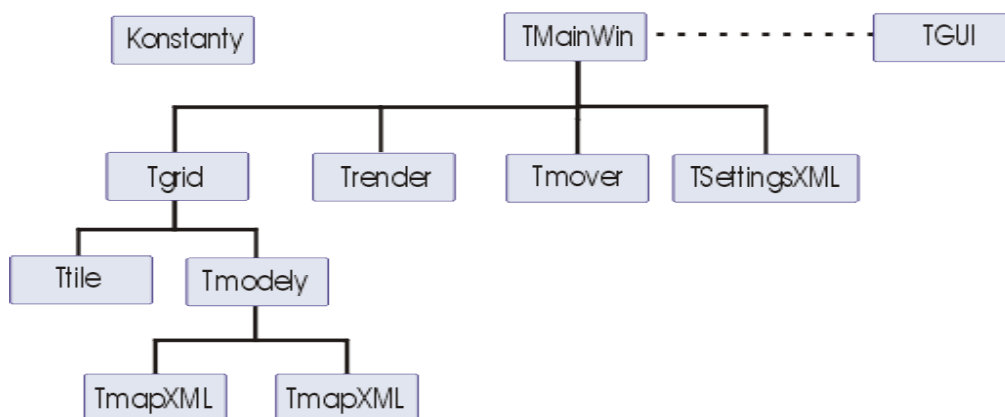 Konstanty
TMainWin
TGUI
Tgrid
Trender
Tmover
TSettingsXML
Ttile
Tmodely
TmapXML
TmapXML